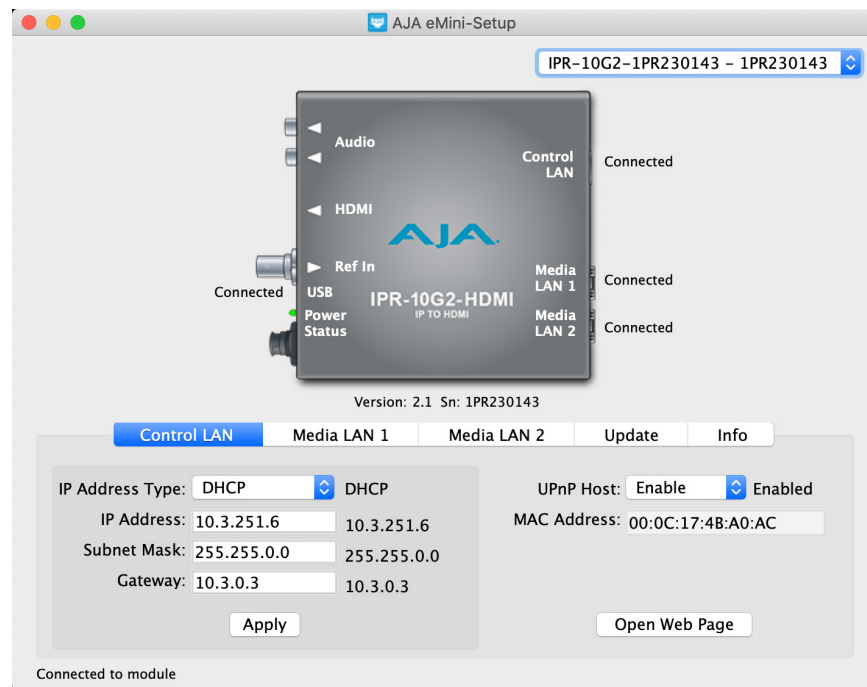 AJA eMini-Setup
IPR-10G2-1PR230143 - 1PR230143
Audio
Control
LAN
Connected
HDMI
AJA
Ref In
Connected
USB
Media
LAN 1
Connected
IPR-10G2-HDMI
IP TO HDMI
Power
Status
Media
LAN 2
Connected
Version: 2.1 Sn: 1PR230143
Control LAN Media LAN 1 Media LAN 2 Update Info
IP Address Type: DHCP DHCP
UPnP Host: Enable Enabled
IP Address: 10.3.251.6 10.3.251.6
MAC Address: 00:0C:17:4B:A0:AC
Subnet Mask: 255.255.0.0 255.255.0.0
Gateway: 10.3.0.3 10.3.0.3
Apply
Open Web Page
Connected to module